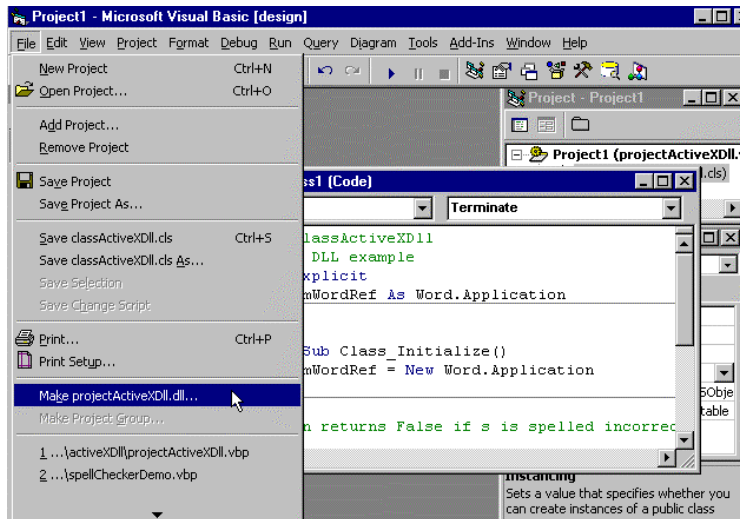 Project1 - Microsoft Visual Basic [design]
File Edit View Project Format Debug Run Query Diagram Tools Add-Ins Window Help
New Project Ctrl+N
Open Project... Ctrl+O
Add Project...
Remove Project
Save Project
Save Project As...
Save classActiveXDll.cls Ctrl+S
Save classActiveXDll.cls As...
Save Selection
Save Change Script
Print... Ctrl+P
Print Setup...
Make projectActiveXDll.dll...
Make Project Group...
1 ...\activeXDll\projectActiveXDll.vbp
2 ...\spellCheckerDemo.vbp
Project - Project1
Project1 (projectActiveXDll.
.cls)
ss1 (Code)
Terminate
lassActiveXDll
DLL example
xplicit
mWordRef As Word.Application
Sub Class_Initialize()
mWordRef = New Word.Application
n returns False if s is spelled incorrec
SObje
table
Instancing
Sets a value that specifies whether you
can create instances of a public class